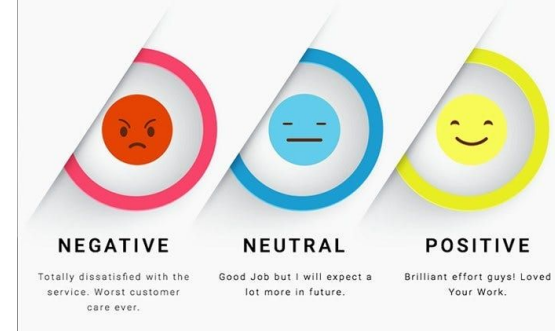 NEGATIVE
Totally dissatisfied with the
service. Worst customer
care ever.
NEUTRAL
Good Job but I will expect a
lot more in future.
POSITIVE
Brilliant effort guys! Loved
Your Work.